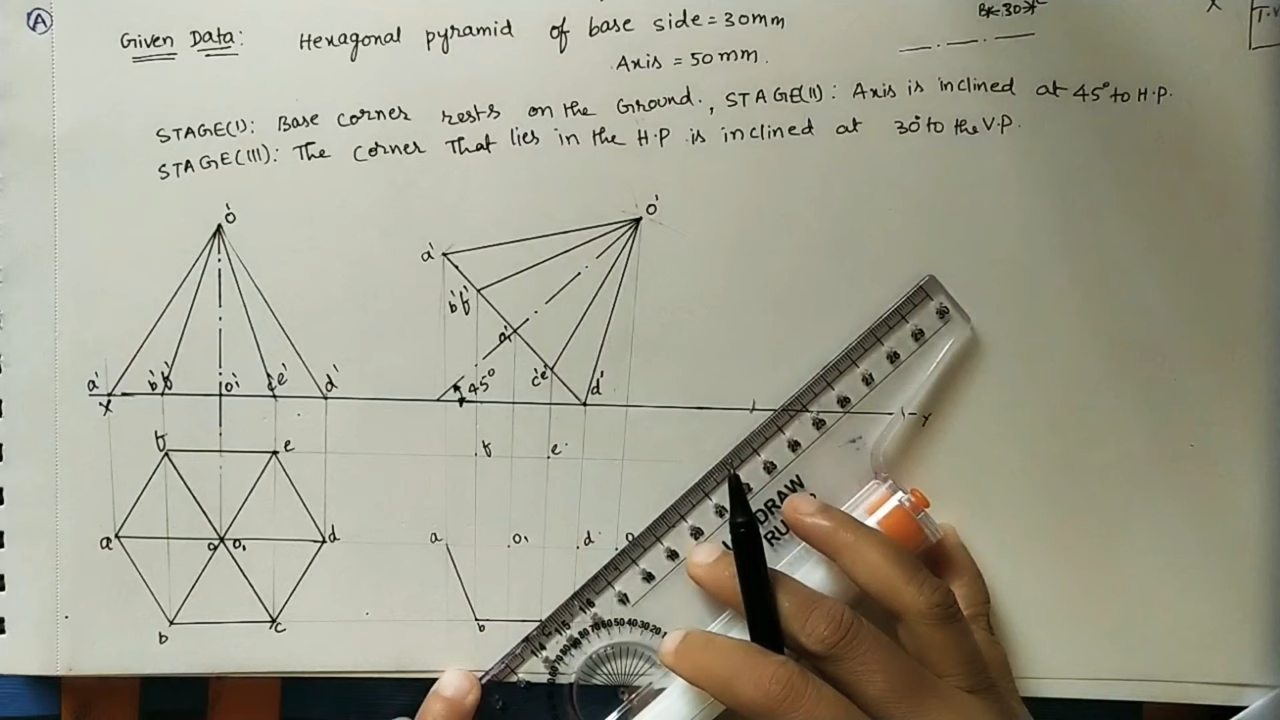 A
Given Data: Hexagonal pyramid of base side = 30mm
Axis = 50mm.
STAGE(I): Base corner rests on the Ground., STAGE(II): Axis is inclined at 45° to H.P.
STAGE(III): The corner That lies in the H.P is inclined at 30° to the V.P.
T.V
X
o'
o'
a'
b'f'
a' b' o' e' d'
c'e' d'
45°
X
Y
f e
f e
a o o₁ d
a o₁ d o
b c
b c
DRAW
RU